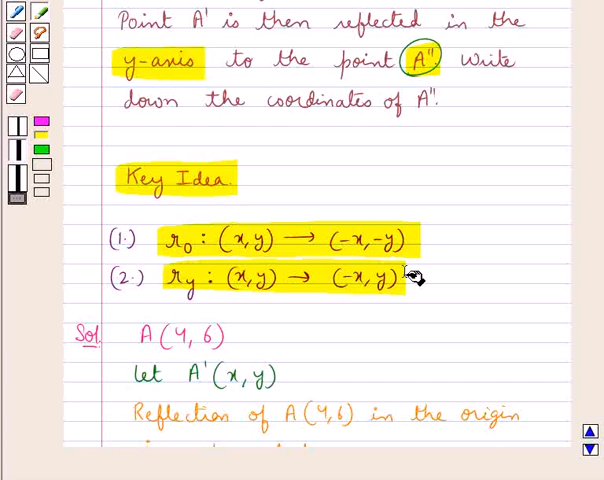 Point A' is then reflected in the
y-axis to the point A". Write
down the coordinates of A".
Key Idea.
(1.) r₀ : (x, y) → (-x, -y)
(2.) ry : (x, y) → (-x, y)
Sol. A (4, 6)
let A' (x, y)
Reflection of A (4, 6) in the origin